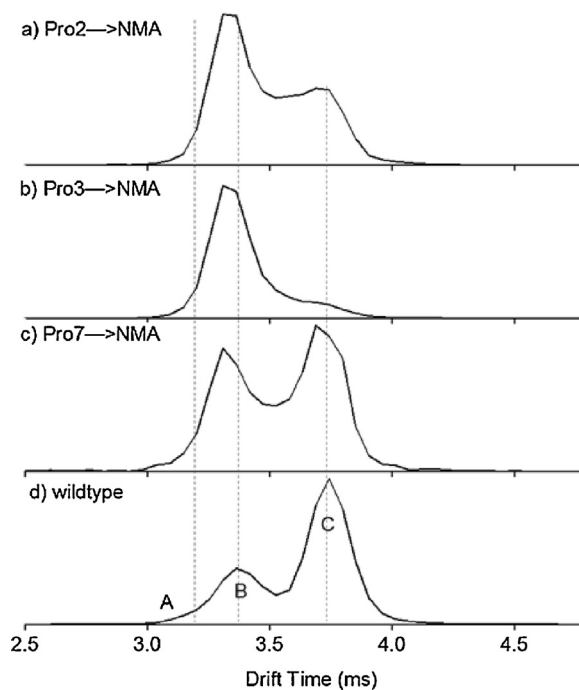 a) Pro2—>NMA
b) Pro3—>NMA
c) Pro7—>NMA
d) wildtype
A
B
C
2.5 3.0 3.5 4.0 4.5
Drift Time (ms)